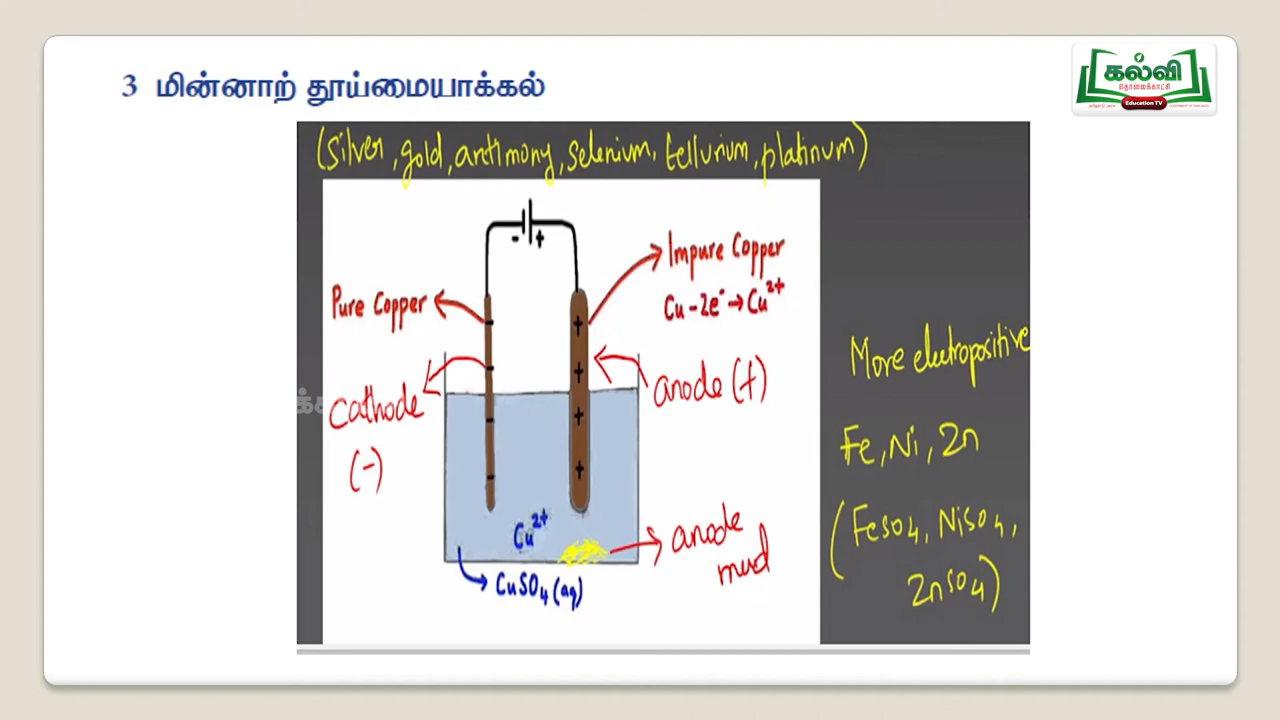 3 மின்னாற் தூய்மையாக்கல்
கல்வி
தொலைக்காட்சி
Education TV
(silver, gold, antimony, selenium, tellurium, platinum)
- +
Impure Copper
Cu - 2e⁻ → Cu²⁺
Pure Copper
+
+
+
+
-
-
-
-
More electropositive
cathode
(-)
anode (+)
Fe, Ni, Zn
Cu²⁺
anode
mud
CuSO₄ (aq)
(FeSO₄, NiSO₄,
ZnSO₄)